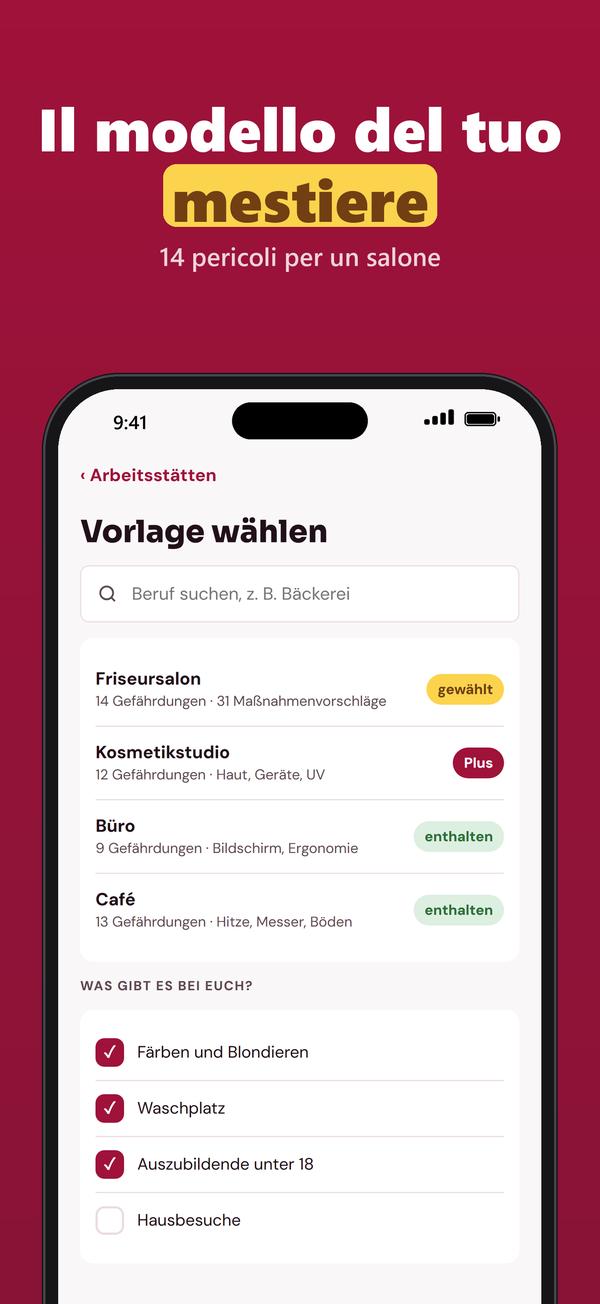 Il modello del tuo
mestiere
14 pericoli per un salone
9:41
‹ Arbeitsstätten
Vorlage wählen
Beruf suchen, z. B. Bäckerei
Friseursalon
14 Gefährdungen · 31 Maßnahmenvorschläge
gewählt
Kosmetikstudio
12 Gefährdungen · Haut, Geräte, UV
Plus
Büro
9 Gefährdungen · Bildschirm, Ergonomie
enthalten
Café
13 Gefährdungen · Hitze, Messer, Böden
enthalten
WAS GIBT ES BEI EUCH?
Färben und Blondieren
Waschplatz
Auszubildende unter 18
Hausbesuche